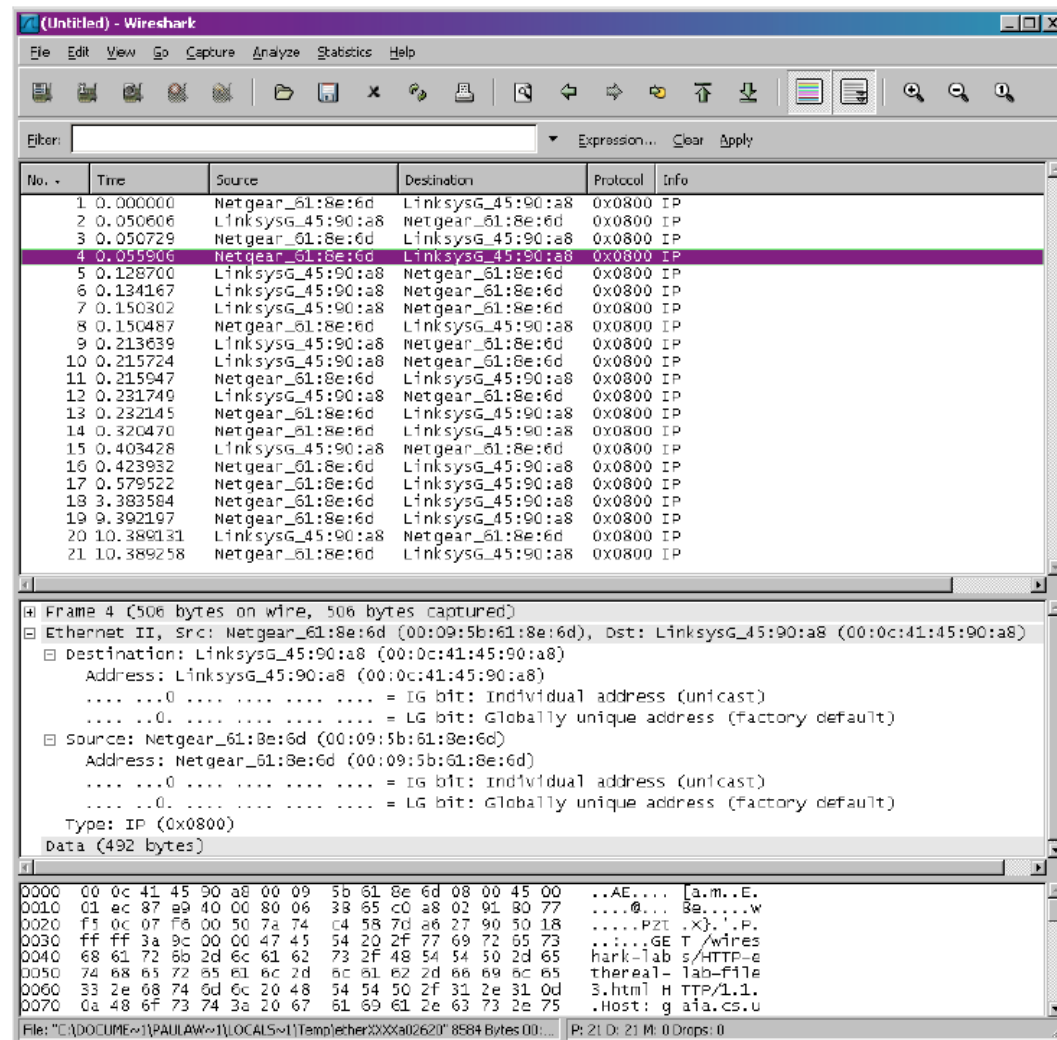 (Untitled) - Wireshark
File Edit View Go Capture Analyze Statistics Help
Filter: Expression... Clear Apply
No. Time Source Destination Protocol Info
1 0.000000 Netgear_61:8e:6d LinksysG_45:90:a8 0x0800 IP
2 0.050606 LinksysG_45:90:a8 Netgear_61:8e:6d 0x0800 IP
3 0.050729 Netgear_61:8e:6d LinksysG_45:90:a8 0x0800 IP
4 0.055906 Netgear_61:8e:6d LinksysG_45:90:a8 0x0800 IP
5 0.128700 LinksysG_45:90:a8 Netgear_61:8e:6d 0x0800 IP
6 0.134167 LinksysG_45:90:a8 Netgear_61:8e:6d 0x0800 IP
7 0.150302 LinksysG_45:90:a8 Netgear_61:8e:6d 0x0800 IP
8 0.150487 Netgear_61:8e:6d LinksysG_45:90:a8 0x0800 IP
9 0.213639 LinksysG_45:90:a8 Netgear_61:8e:6d 0x0800 IP
10 0.215724 LinksysG_45:90:a8 Netgear_61:8e:6d 0x0800 IP
11 0.215947 Netgear_61:8e:6d LinksysG_45:90:a8 0x0800 IP
12 0.231749 LinksysG_45:90:a8 Netgear_61:8e:6d 0x0800 IP
13 0.232145 Netgear_61:8e:6d LinksysG_45:90:a8 0x0800 IP
14 0.320470 Netgear_61:8e:6d LinksysG_45:90:a8 0x0800 IP
15 0.403428 LinksysG_45:90:a8 Netgear_61:8e:6d 0x0800 IP
16 0.423932 Netgear_61:8e:6d LinksysG_45:90:a8 0x0800 IP
17 0.579522 Netgear_61:8e:6d LinksysG_45:90:a8 0x0800 IP
18 3.383584 Netgear_61:8e:6d LinksysG_45:90:a8 0x0800 IP
19 9.392197 Netgear_61:8e:6d LinksysG_45:90:a8 0x0800 IP
20 10.389131 LinksysG_45:90:a8 Netgear_61:8e:6d 0x0800 IP
21 10.389258 Netgear_61:8e:6d LinksysG_45:90:a8 0x0800 IP
Frame 4 (506 bytes on wire, 506 bytes captured)
Ethernet II, Src: Netgear_61:8e:6d (00:09:5b:61:8e:6d), Dst: LinksysG_45:90:a8 (00:0c:41:45:90:a8)
Destination: LinksysG_45:90:a8 (00:0c:41:45:90:a8)
Address: LinksysG_45:90:a8 (00:0c:41:45:90:a8)
.... ...0 .... .... .... .... = IG bit: Individual address (unicast)
.... ..0. .... .... .... .... = LG bit: Globally unique address (factory default)
Source: Netgear_61:8e:6d (00:09:5b:61:8e:6d)
Address: Netgear_61:8e:6d (00:09:5b:61:8e:6d)
.... ...0 .... .... .... .... = IG bit: Individual address (unicast)
.... ..0. .... .... .... .... = LG bit: Globally unique address (factory default)
Type: IP (0x0800)
Data (492 bytes)
0000 00 0c 41 45 90 a8 00 09 5b 61 8e 6d 08 00 45 00 ..AE.... [a.m..E.
0010 01 ec 87 e9 40 00 80 06 38 65 c0 a8 02 91 80 77 ....@... 8e.....w
0020 f5 0c 07 f6 00 50 7a 74 c4 58 7d a6 27 90 50 18 .....Pzt .X}.'.P.
0030 ff ff 3a 9c 00 00 47 45 54 20 2f 77 69 72 65 73 ..:...GE T /wires
0040 68 61 72 6b 2d 6c 61 62 73 2f 48 54 54 50 2d 65 hark-lab s/HTTP-e
0050 74 68 65 72 65 61 6c 2d 6c 61 62 2d 66 69 6c 65 thereal- lab-file
0060 33 2e 68 74 6d 6c 20 48 54 54 50 2f 31 2e 31 0d 3.html H TTP/1.1.
0070 0a 48 6f 73 74 3a 20 67 61 69 61 2e 63 73 2e 75 .Host: g aia.cs.u
File: "C:\DOCUME~1\PAULAW~1\LOCALS~1\Temp\etherXXXXa02620" 8584 Bytes 00:... P: 21 D: 21 M: 0 Drops: 0